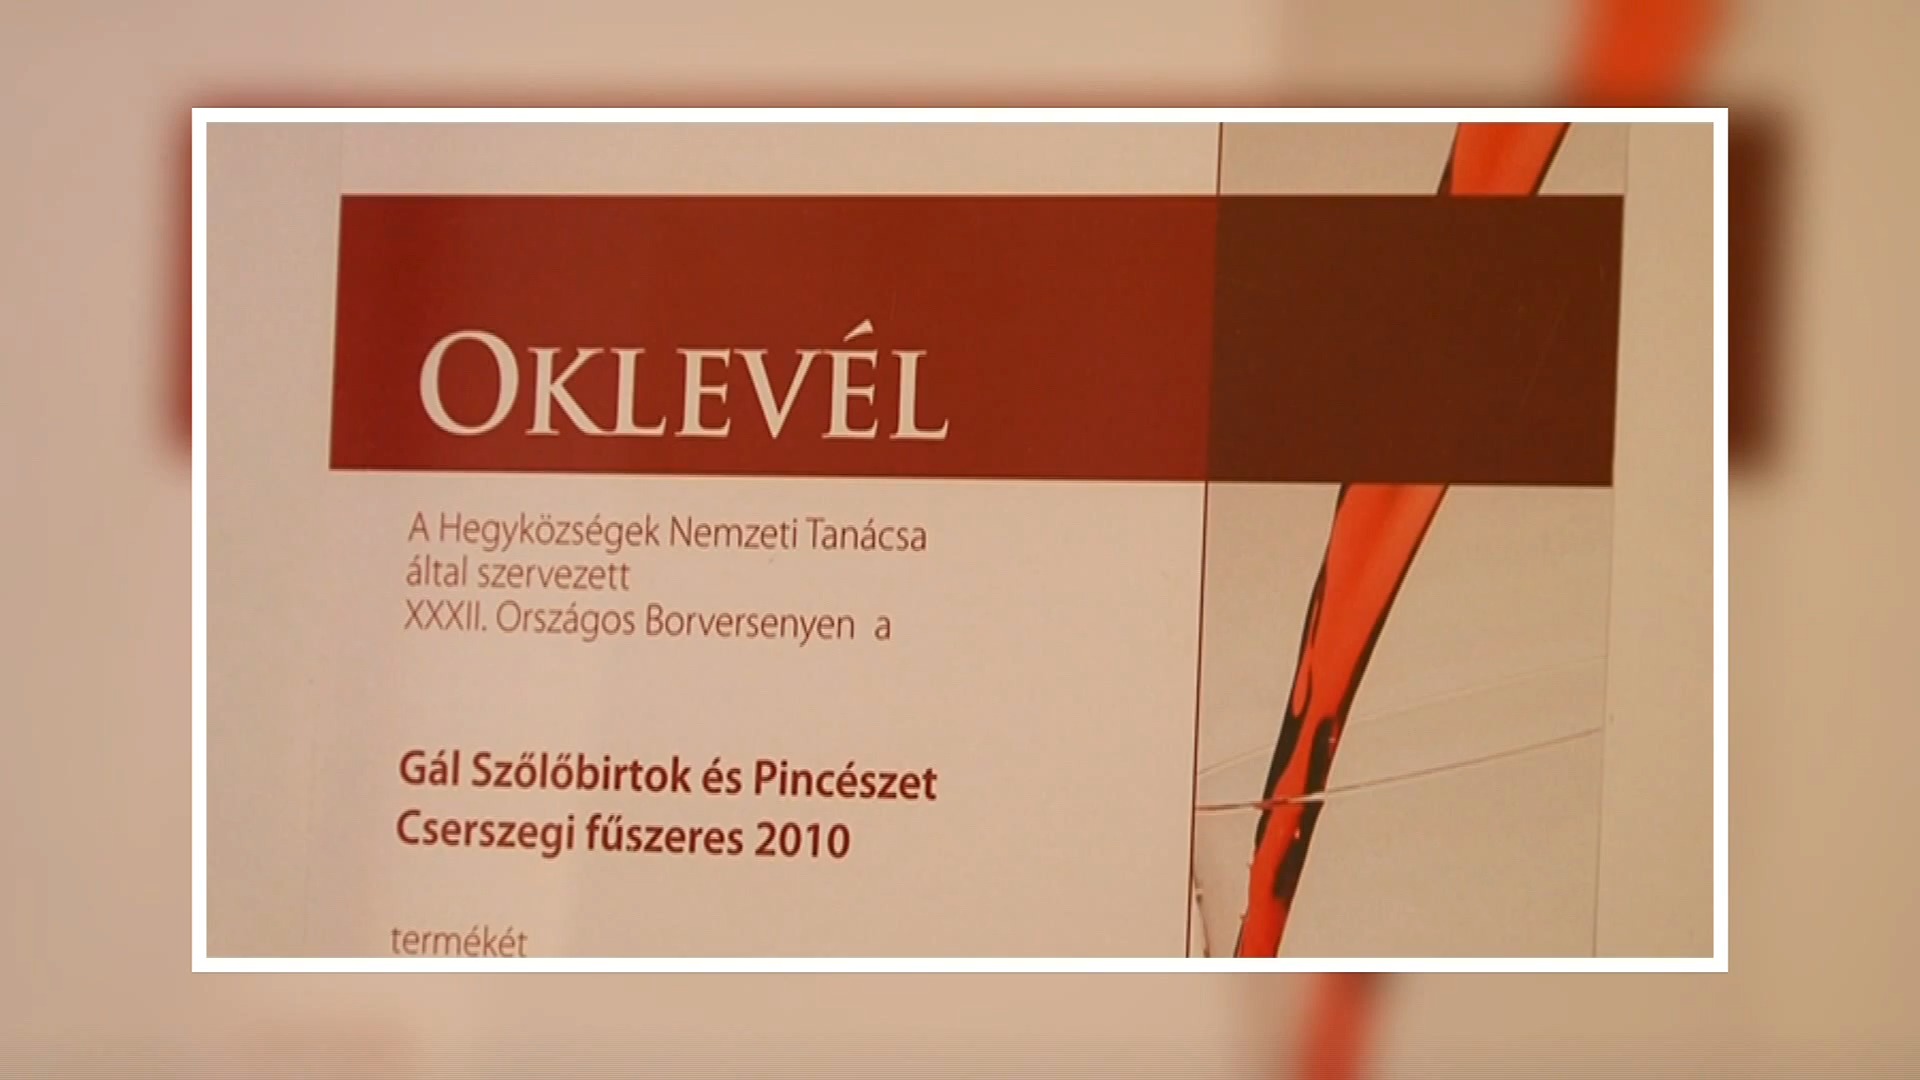 OKLEVÉL
A Hegyközségek Nemzeti Tanácsa
által szervezett
XXXII. Országos Borversenyen a
Gál Szőlőbirtok és Pincészet
Cserszegi fűszeres 2010
termékét